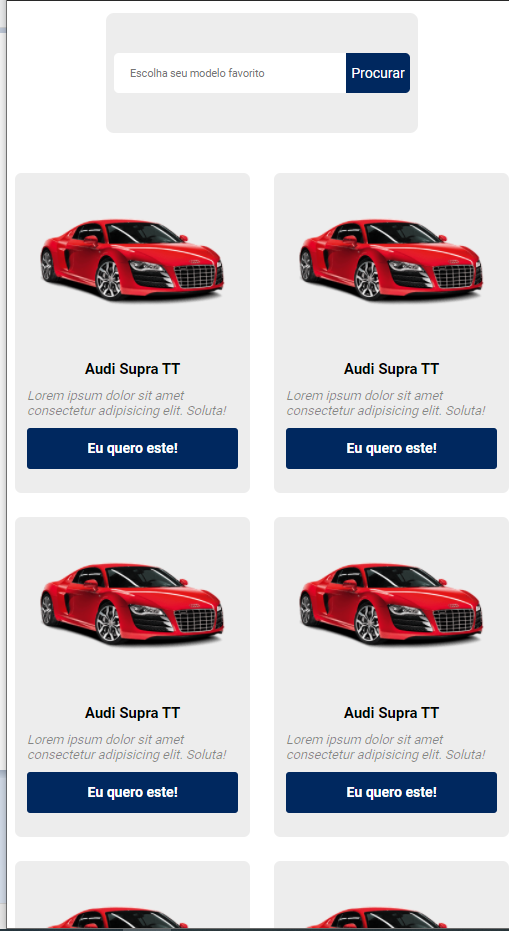 Escolha seu modelo favorito
Procurar
Audi Supra TT
Lorem ipsum dolor sit amet
consectetur adipisicing elit. Soluta!
Eu quero este!
Audi Supra TT
Lorem ipsum dolor sit amet
consectetur adipisicing elit. Soluta!
Eu quero este!
Audi Supra TT
Lorem ipsum dolor sit amet
consectetur adipisicing elit. Soluta!
Eu quero este!
Audi Supra TT
Lorem ipsum dolor sit amet
consectetur adipisicing elit. Soluta!
Eu quero este!